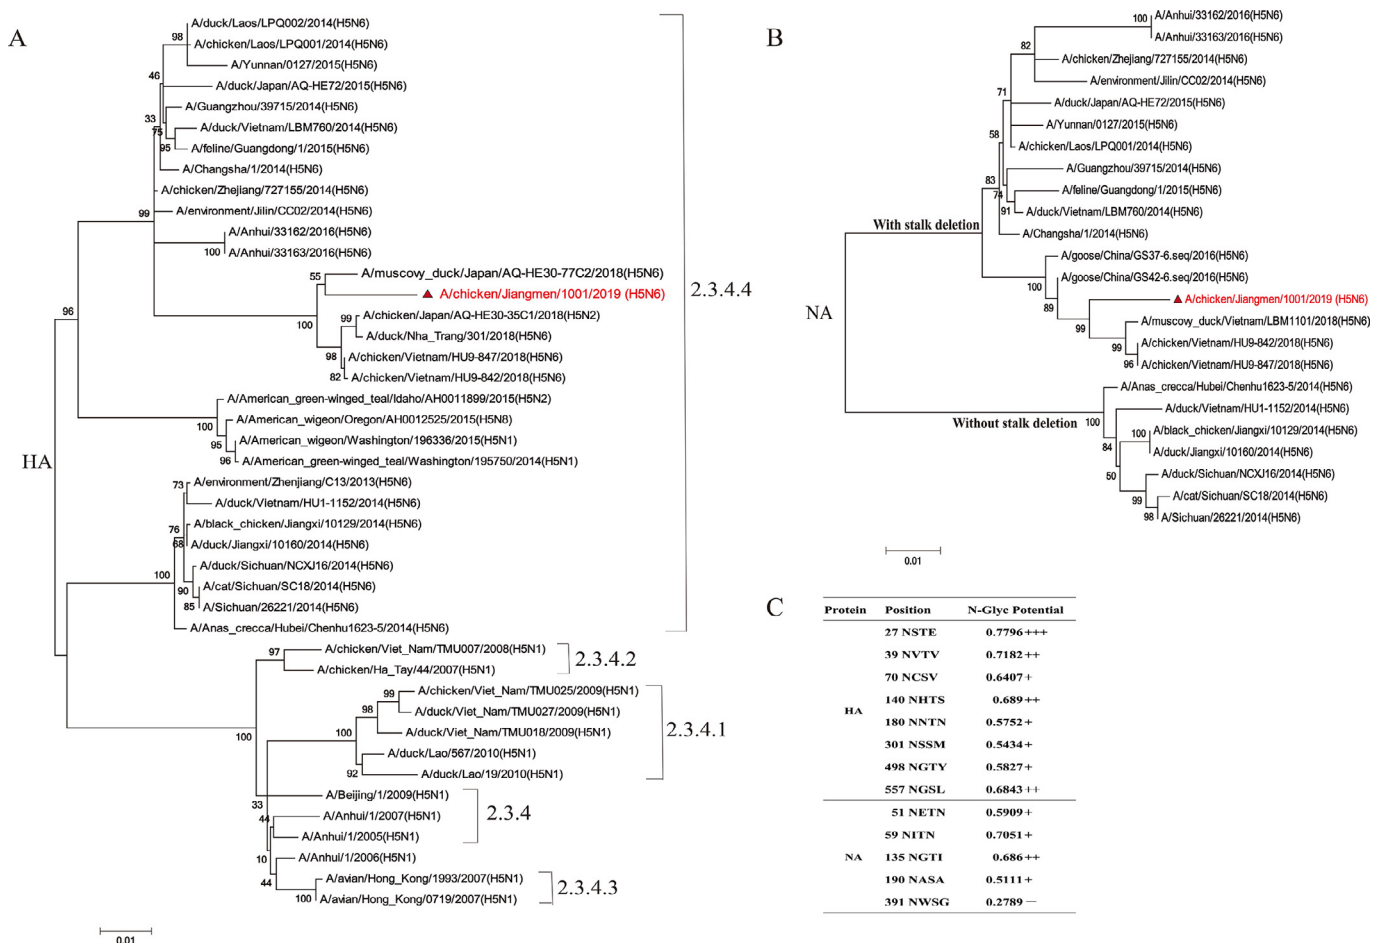 A
A/duck/Laos/LPQ002/2014(H5N6)
98
A/chicken/Laos/LPQ001/2014(H5N6)
A/Yunnan/0127/2015(H5N6)
46
A/duck/Japan/AQ-HE72/2015(H5N6)
A/Guangzhou/39715/2014(H5N6)
33
75
A/duck/Vietnam/LBM760/2014(H5N6)
95
A/feline/Guangdong/1/2015(H5N6)
A/Changsha/1/2014(H5N6)
A/chicken/Zhejiang/727155/2014(H5N6)
99
A/environment/Jilin/CC02/2014(H5N6)
A/Anhui/33162/2016(H5N6)
100
A/Anhui/33163/2016(H5N6)
55
A/muscovy_duck/Japan/AQ-HE30-77C2/2018(H5N6)
A/chicken/Jiangmen/1001/2019 (H5N6)
2.3.4.4
96
100
A/chicken/Japan/AQ-HE30-35C1/2018(H5N2)
99
A/duck/Nha_Trang/301/2018(H5N6)
98
A/chicken/Vietnam/HU9-847/2018(H5N6)
82
A/chicken/Vietnam/HU9-842/2018(H5N6)
A/American_green-winged_teal/Idaho/AH0011899/2015(H5N2)
100
A/American_wigeon/Oregon/AH0012525/2015(H5N8)
95
A/American_wigeon/Washington/196336/2015(H5N1)
96
A/American_green-winged_teal/Washington/195750/2014(H5N1)
HA
73
A/environment/Zhenjiang/C13/2013(H5N6)
A/duck/Vietnam/HU1-1152/2014(H5N6)
76
A/black_chicken/Jiangxi/10129/2014(H5N6)
68
A/duck/Jiangxi/10160/2014(H5N6)
100
A/duck/Sichuan/NCXJ16/2014(H5N6)
90
A/cat/Sichuan/SC18/2014(H5N6)
85
A/Sichuan/26221/2014(H5N6)
A/Anas_crecca/Hubei/Chenhu1623-5/2014(H5N6)
97
A/chicken/Viet_Nam/TMU007/2008(H5N1)
A/chicken/Ha_Tay/44/2007(H5N1)
2.3.4.2
99
A/chicken/Viet_Nam/TMU025/2009(H5N1)
98
A/duck/Viet_Nam/TMU027/2009(H5N1)
100
A/duck/Viet_Nam/TMU018/2009(H5N1)
2.3.4.1
100
A/duck/Lao/567/2010(H5N1)
92
A/duck/Lao/19/2010(H5N1)
33
A/Beijing/1/2009(H5N1)
44
A/Anhui/1/2007(H5N1)
2.3.4
A/Anhui/1/2005(H5N1)
10
A/Anhui/1/2006(H5N1)
44
A/avian/Hong_Kong/1993/2007(H5N1)
2.3.4.3
100
A/avian/Hong_Kong/0719/2007(H5N1)
0.01
B
100
A/Anhui/33162/2016(H5N6)
A/Anhui/33163/2016(H5N6)
82
A/chicken/Zhejiang/727155/2014(H5N6)
A/environment/Jilin/CC02/2014(H5N6)
71
A/duck/Japan/AQ-HE72/2015(H5N6)
A/Yunnan/0127/2015(H5N6)
58
A/chicken/Laos/LPQ001/2014(H5N6)
A/Guangzhou/39715/2014(H5N6)
83
74
A/feline/Guangdong/1/2015(H5N6)
91
A/duck/Vietnam/LBM760/2014(H5N6)
With stalk deletion
A/Changsha/1/2014(H5N6)
A/goose/China/GS37-6.seq/2016(H5N6)
100
A/goose/China/GS42-6.seq/2016(H5N6)
89
A/chicken/Jiangmen/1001/2019 (H5N6)
NA
99
A/muscovy_duck/Vietnam/LBM1101/2018(H5N6)
99
A/chicken/Vietnam/HU9-842/2018(H5N6)
96
A/chicken/Vietnam/HU9-847/2018(H5N6)
A/Anas_crecca/Hubei/Chenhu1623-5/2014(H5N6)
Without stalk deletion
100
A/duck/Vietnam/HU1-1152/2014(H5N6)
100
A/black_chicken/Jiangxi/10129/2014(H5N6)
84
A/duck/Jiangxi/10160/2014(H5N6)
50
A/duck/Sichuan/NCXJ16/2014(H5N6)
99
A/cat/Sichuan/SC18/2014(H5N6)
98
A/Sichuan/26221/2014(H5N6)
0.01
C
Protein Position N-Glyc Potential
27 NSTE 0.7796 +++
39 NVTV 0.7182 ++
70 NCSV 0.6407 +
140 NHTS 0.689 ++
HA
180 NNTN 0.5752 +
301 NSSM 0.5434 +
498 NGTY 0.5827 +
557 NGSL 0.6843 ++
51 NETN 0.5909 +
59 NITN 0.7051 +
NA 135 NGTI 0.686 ++
190 NASA 0.5111 +
391 NWSG 0.2789 —